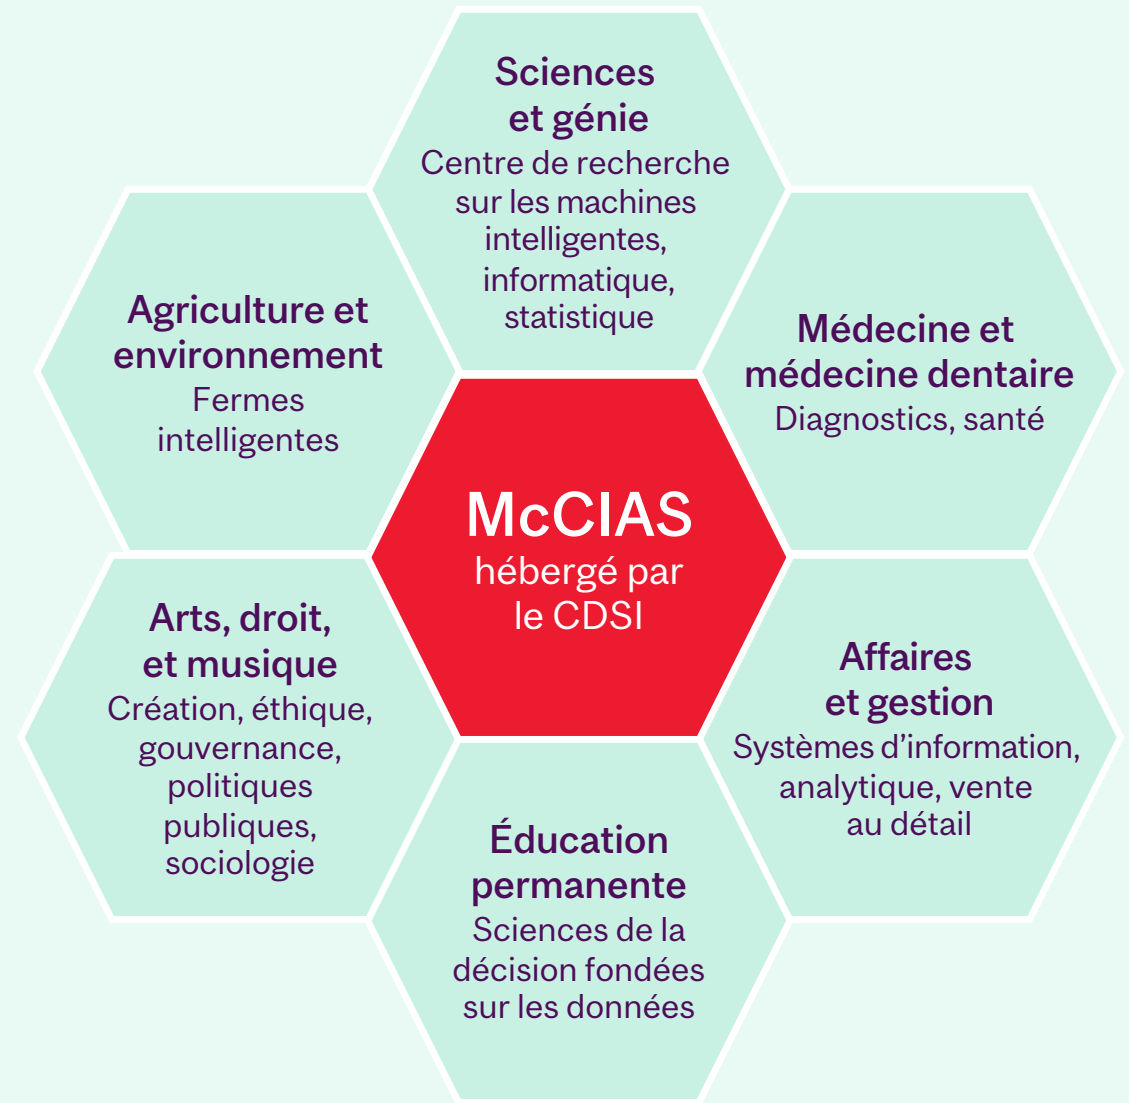 Sciences
et génie
Centre de recherche
sur les machines
intelligentes,
informatique,
statistique
Agriculture et
environnement
Fermes
intelligentes
Médecine et
médecine dentaire
Diagnostics, santé
McCIAS
hébergé par
le CDSI
Arts, droit,
et musique
Création, éthique,
gouvernance,
politiques
publiques,
sociologie
Affaires
et gestion
Systèmes d’information,
analytique, vente
au détail
Éducation
permanente
Sciences de la
décision fondées
sur les données